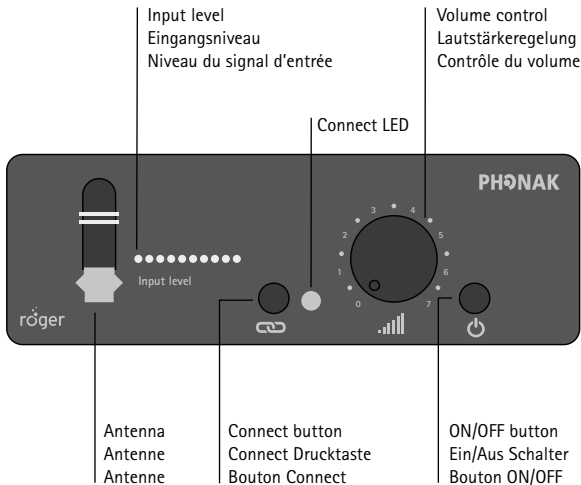 Input level
Eingangsniveau
Niveau du signal d'entrée
Volume control
Lautstärkeregelung
Contrôle du volume
Connect LED
PHONAK
3 4
2 5
1 6
0 7
Input level
roger
Antenna
Antenne
Antenne
Connect button
Connect Drucktaste
Bouton Connect
ON/OFF button
Ein/Aus Schalter
Bouton ON/OFF